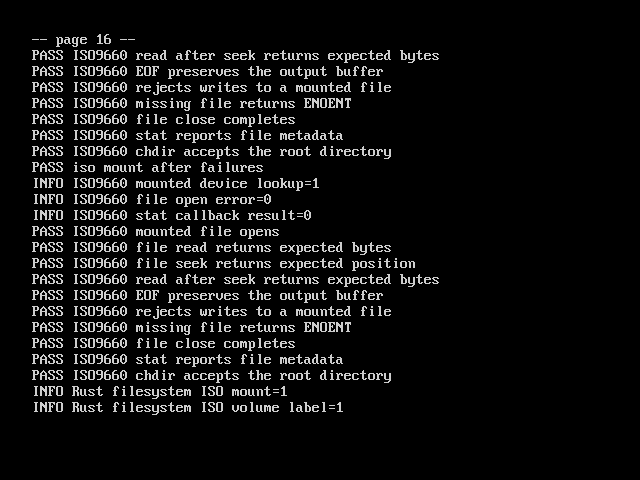 -- page 16 --
PASS ISO9660 read after seek returns expected bytes
PASS ISO9660 EOF preserves the output buffer
PASS ISO9660 rejects writes to a mounted file
PASS ISO9660 missing file returns ENOENT
PASS ISO9660 file close completes
PASS ISO9660 stat reports file metadata
PASS ISO9660 chdir accepts the root directory
PASS iso mount after failures
INFO ISO9660 mounted device lookup=1
INFO ISO9660 file open error=0
INFO ISO9660 stat callback result=0
PASS ISO9660 mounted file opens
PASS ISO9660 file read returns expected bytes
PASS ISO9660 file seek returns expected position
PASS ISO9660 read after seek returns expected bytes
PASS ISO9660 EOF preserves the output buffer
PASS ISO9660 rejects writes to a mounted file
PASS ISO9660 missing file returns ENOENT
PASS ISO9660 file close completes
PASS ISO9660 stat reports file metadata
PASS ISO9660 chdir accepts the root directory
INFO Rust filesystem ISO mount=1
INFO Rust filesystem ISO volume label=1